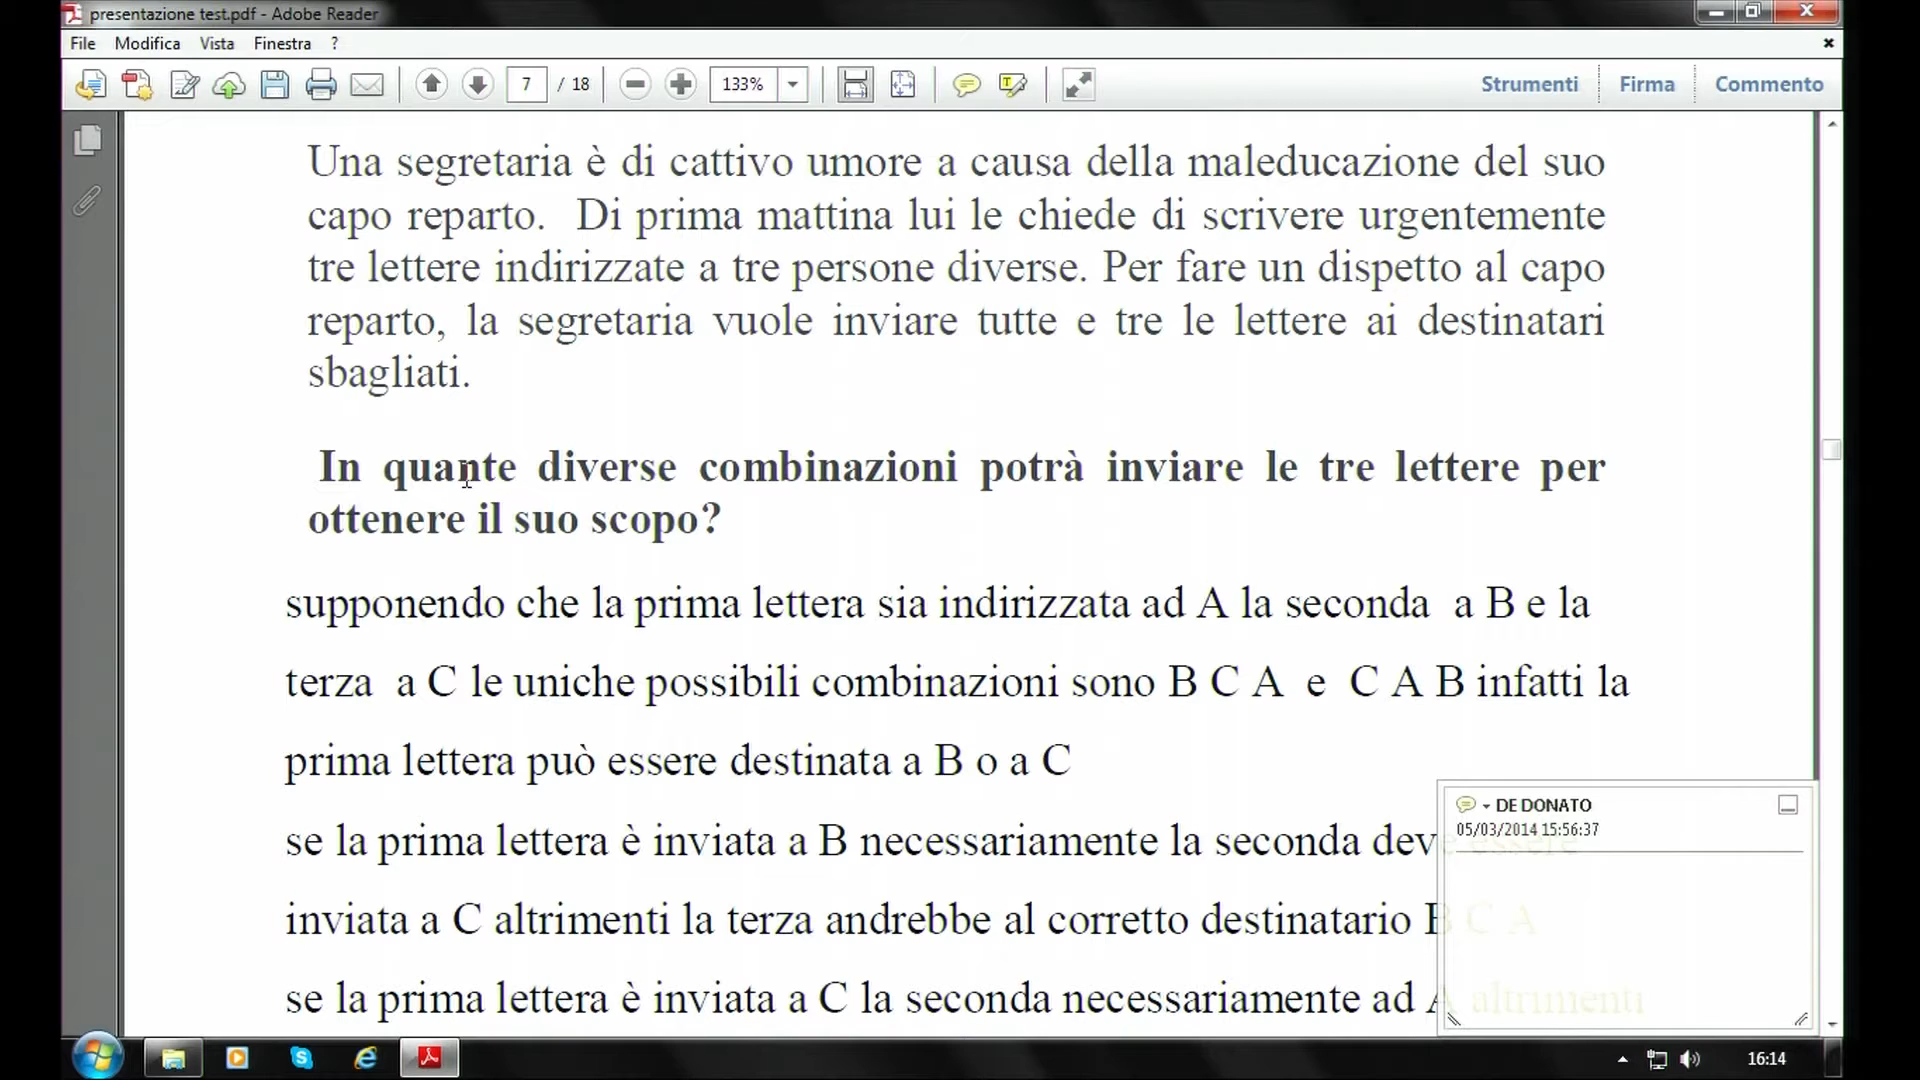 presentazione test.pdf - Adobe Reader
File Modifica Vista Finestra ?
7 / 18 133% Strumenti Firma Commento
Una segretaria è di cattivo umore a causa della maleducazione del suo
capo reparto. Di prima mattina lui le chiede di scrivere urgentemente
tre lettere indirizzate a tre persone diverse. Per fare un dispetto al capo
reparto, la segretaria vuole inviare tutte e tre le lettere ai destinatari
sbagliati.
In quante diverse combinazioni potrà inviare le tre lettere per
ottenere il suo scopo?
supponendo che la prima lettera sia indirizzata ad A la seconda a B e la
terza a C le uniche possibili combinazioni sono B C A e C A B infatti la
prima lettera può essere destinata a B o a C
se la prima lettera è inviata a B necessariamente la seconda deve essere
inviata a C altrimenti la terza andrebbe al corretto destinatario B C A
se la prima lettera è inviata a C la seconda necessariamente ad A altrimenti
DE DONATO
05/03/2014 15:56:37
16:14